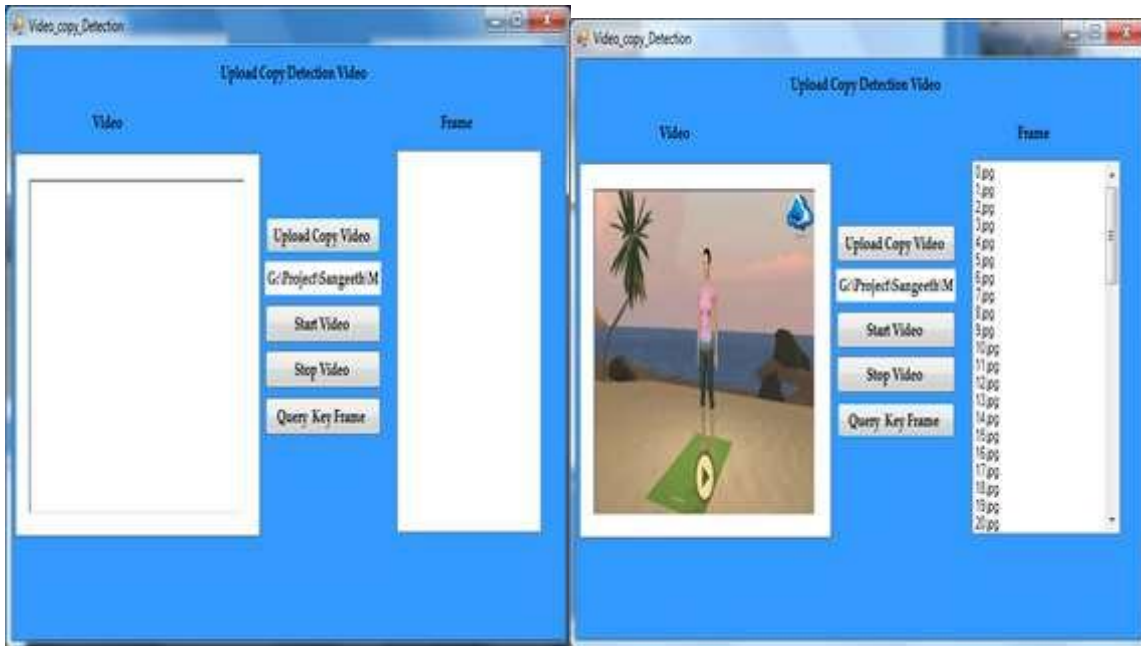 Video_copy_Detection
Upload Copy Detection Video
Video
Frame
Upload Copy Video
G:\Project\Sangeeth\M
Start Video
Stop Video
Query Key Frame
Video_copy_Detection
Upload Copy Detection Video
Video
Frame
Upload Copy Video
G:\Project\Sangeeth\M
Start Video
Stop Video
Query Key Frame
0.jpg
1.jpg
2.jpg
3.jpg
4.jpg
5.jpg
6.jpg
7.jpg
8.jpg
9.jpg
10.jpg
11.jpg
12.jpg
13.jpg
14.jpg
15.jpg
16.jpg
17.jpg
18.jpg
19.jpg
20.jpg